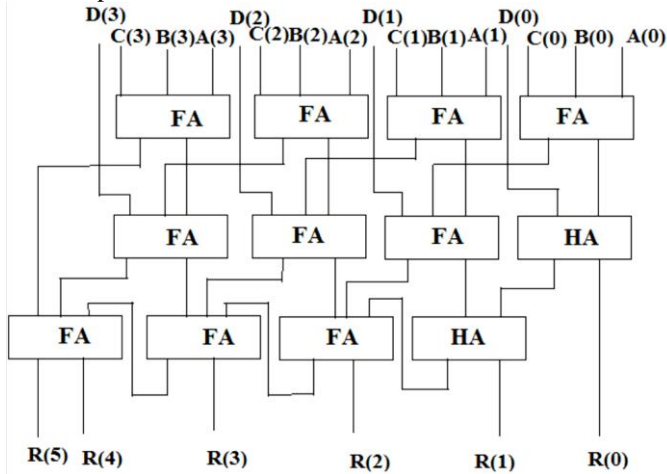 D(3) D(2) D(1) D(0)
C(3) B(3) A(3) C(2) B(2) A(2) C(1) B(1) A(1) C(0) B(0) A(0)
FA FA FA FA
FA FA FA HA
FA FA FA HA
R(5) R(4) R(3) R(2) R(1) R(0)